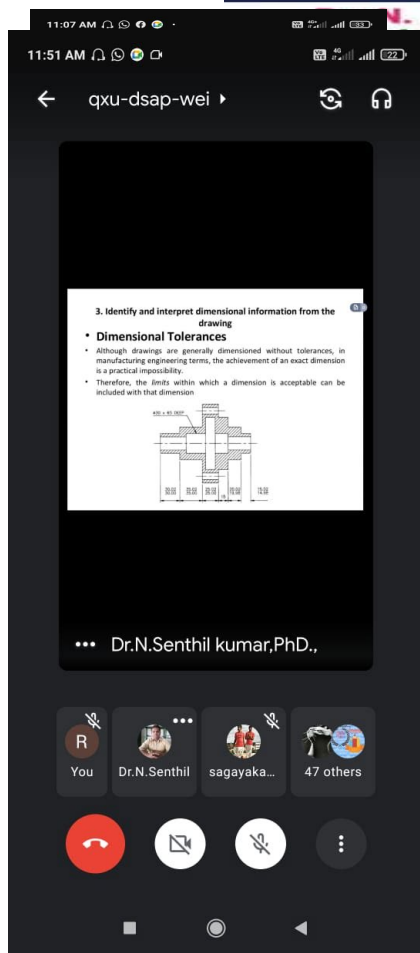 11:07 AM
33
N.
11:51 AM
4G
22
qxu-dsap-wei
3. Identify and interpret dimensional information from the
drawing
• Dimensional Tolerances
• Although drawings are generally dimensioned without tolerances, in
manufacturing engineering terms, the achievement of an exact dimension
is a practical impossibility.
• Therefore, the limits within which a dimension is acceptable can be
included with that dimension
••• Dr.N.Senthil kumar,PhD.,
R
You
Dr.N.Senthil
sagayaka...
47 others